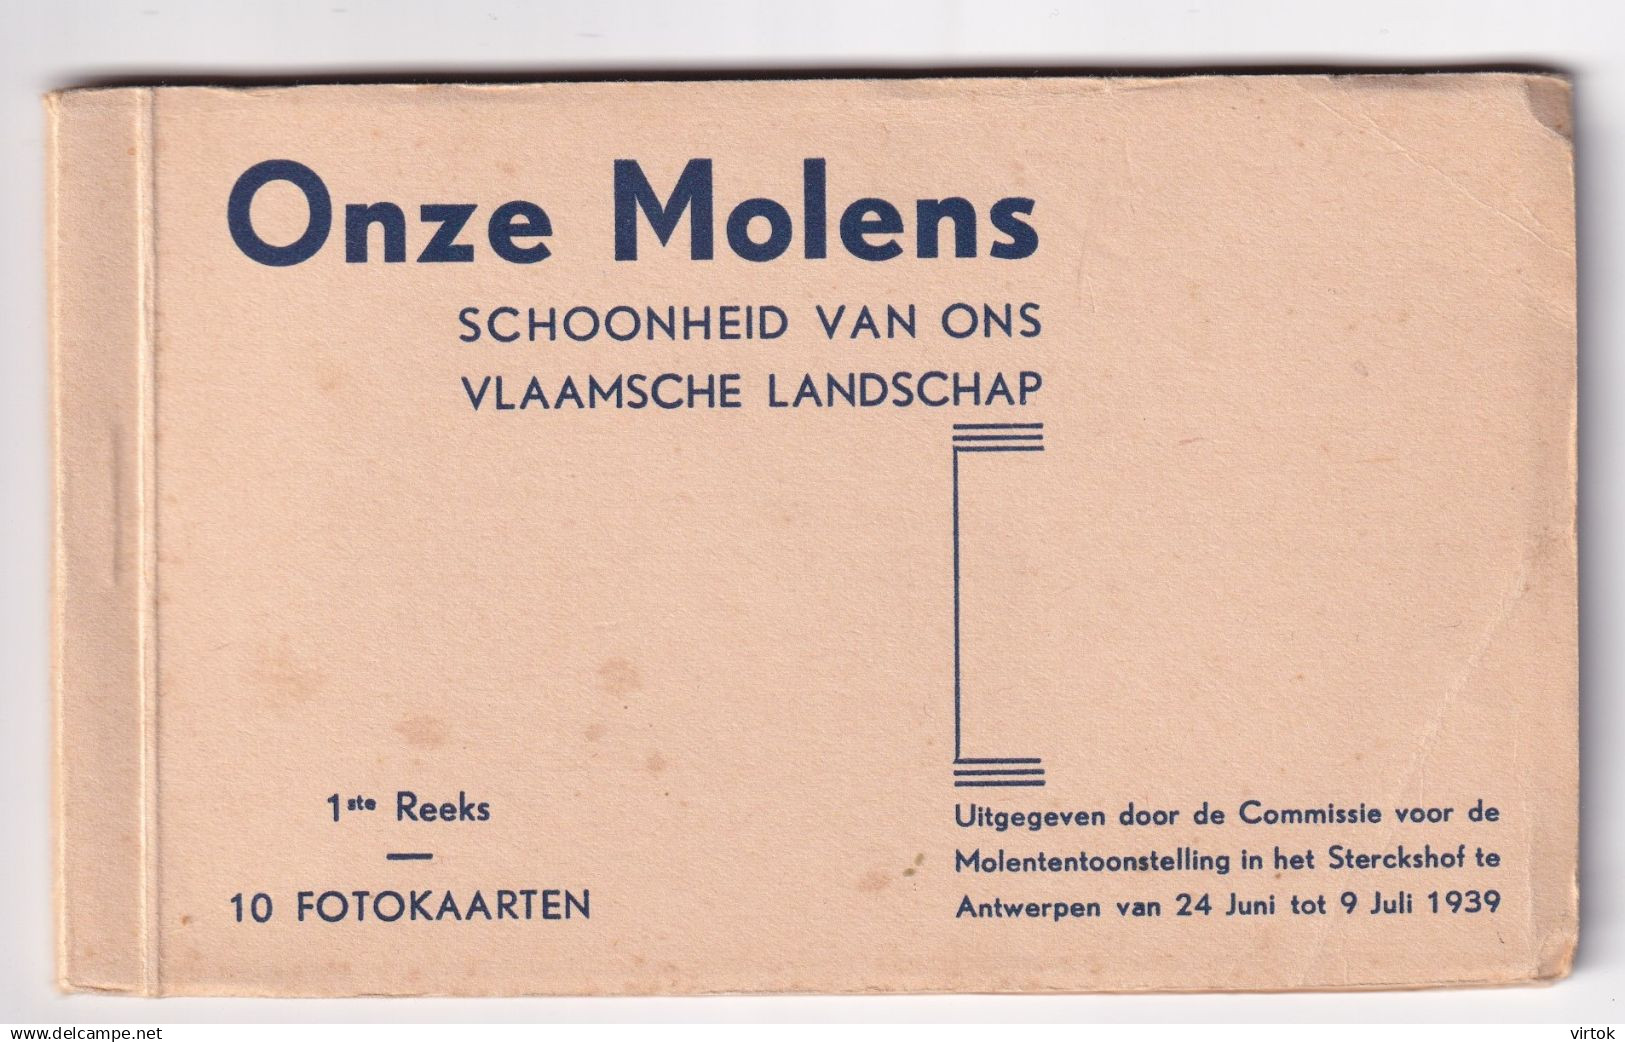 Onze Molens
SCHOONHEID VAN ONS
VLAAMSCHE LANDSCHAP
1ste Reeks
10 FOTOKAARTEN
Uitgegeven door de Commissie voor de
Molententoonstelling in het Sterckshof te
Antwerpen van 24 Juni tot 9 Juli 1939
delcampe.net
virtok